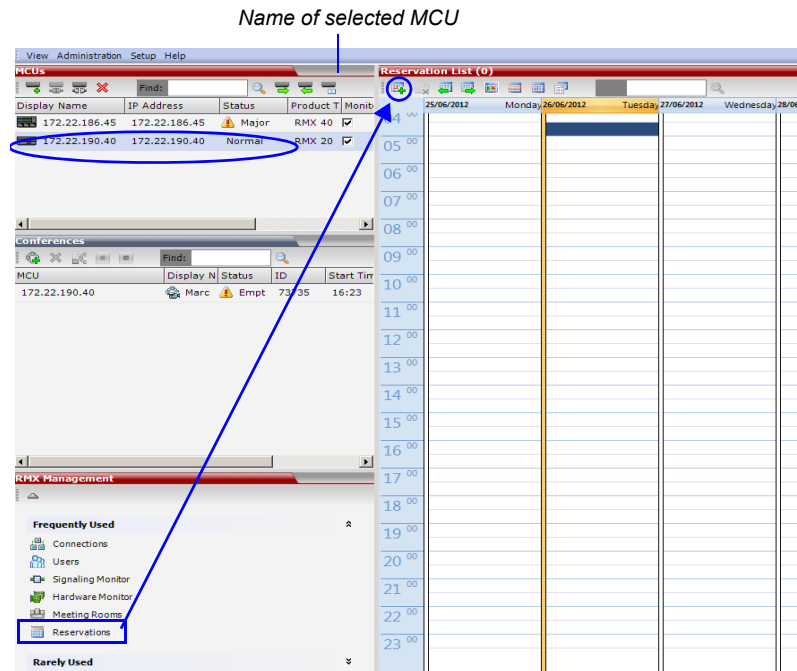 Name of selected MCU
View Administration Setup Help
MCUs
Find:
Display Name IP Address Status Product T Monit
172.22.186.45 172.22.186.45 Major RMX 40
172.22.190.40 172.22.190.40 Normal RMX 20
Conferences
Find:
MCU Display N Status ID Start Tim
172.22.190.40 Marc Empt 73735 16:23
RMX Management
Frequently Used
Connections
Users
Signaling Monitor
Hardware Monitor
Meeting Rooms
Reservations
Rarely Used
Reservation List (0)
25/06/2012 Monday 26/06/2012 Tuesday 27/06/2012 Wednesday 28/06
4 00
05 00
06 00
07 00
08 00
09 00
10 00
11 00
12 00
13 00
14 00
15 00
16 00
17 00
18 00
19 00
20 00
21 00
22 00
23 00